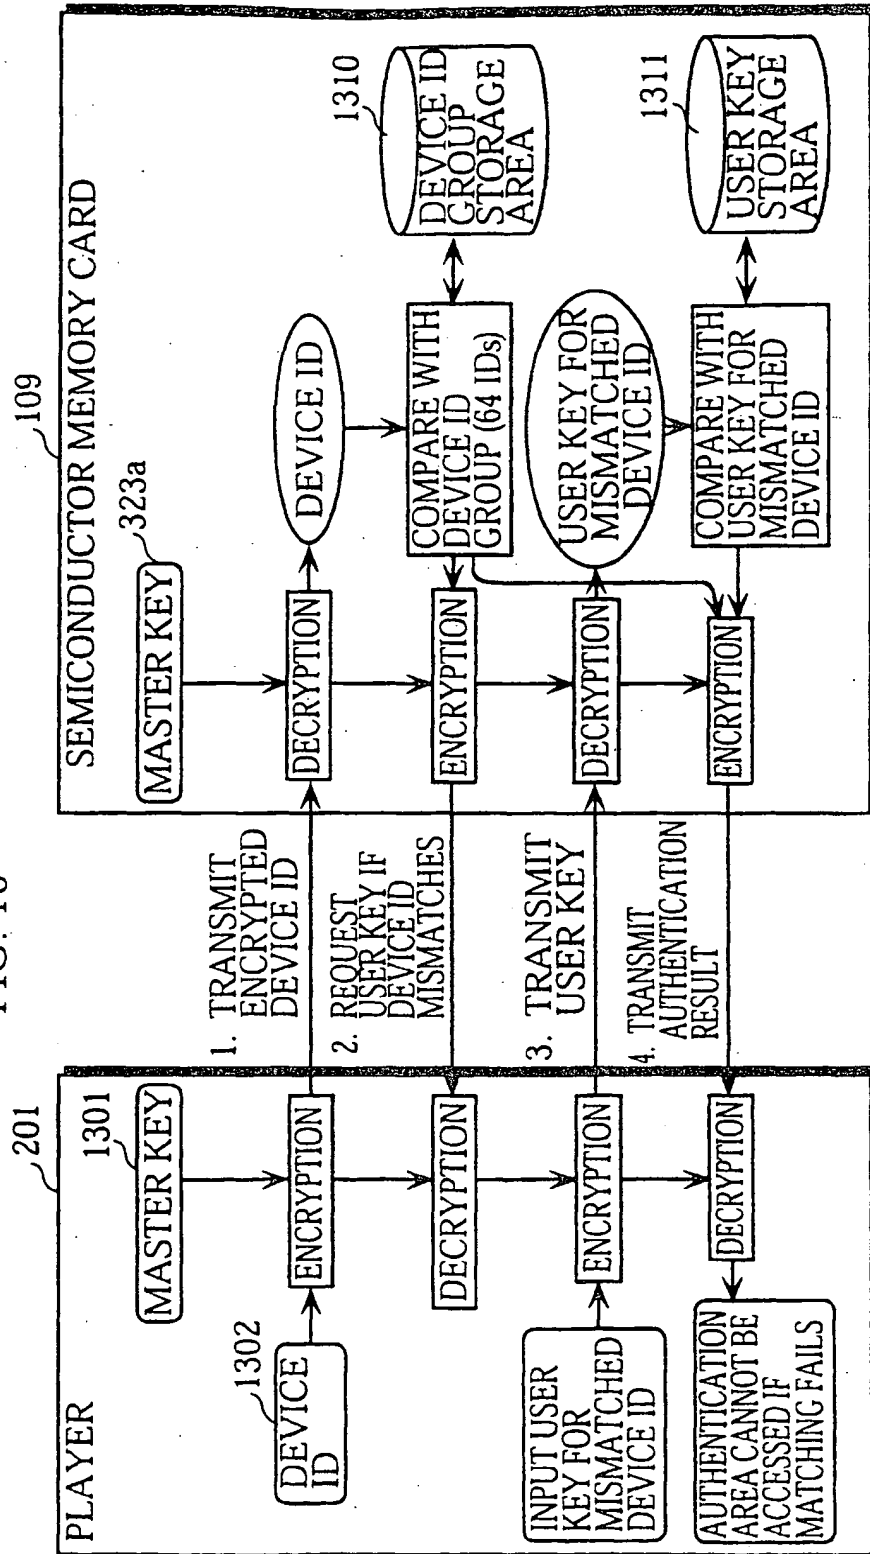 FIG.
PLAYER
201
MASTER KEY
1301
DEVICE
ID
1302
ENCRYPTION
DECRYPTION
INPUT USER
KEY FOR
MISMATCHED
DEVICE ID
ENCRYPTION
DECRYPTION
AUTHENTICATION
AREA CANNOT BE
ACCESSED IF
MATCHING FAILS
1. TRANSMIT
ENCRYPTED
DEVICE ID
2. REQUEST
USER KEY IF
DEVICE ID
MISMATCHES
3. TRANSMIT
USER KEY
4. TRANSMIT
AUTHENTICATION
RESULT
SEMICONDUCTOR MEMORY CARD
109
MASTER KEY
323a
DECRYPTION
DEVICE ID
ENCRYPTION
COMPARE WITH
DEVICE ID
GROUP (64 IDs)
1310
DEVICE ID
GROUP
STORAGE
AREA
DECRYPTION
USER KEY FOR
MISMATCHED
DEVICE ID
ENCRYPTION
COMPARE WITH
USER KEY FOR
MISMATCHED
DEVICE ID
1311
USER KEY
STORAGE
AREA